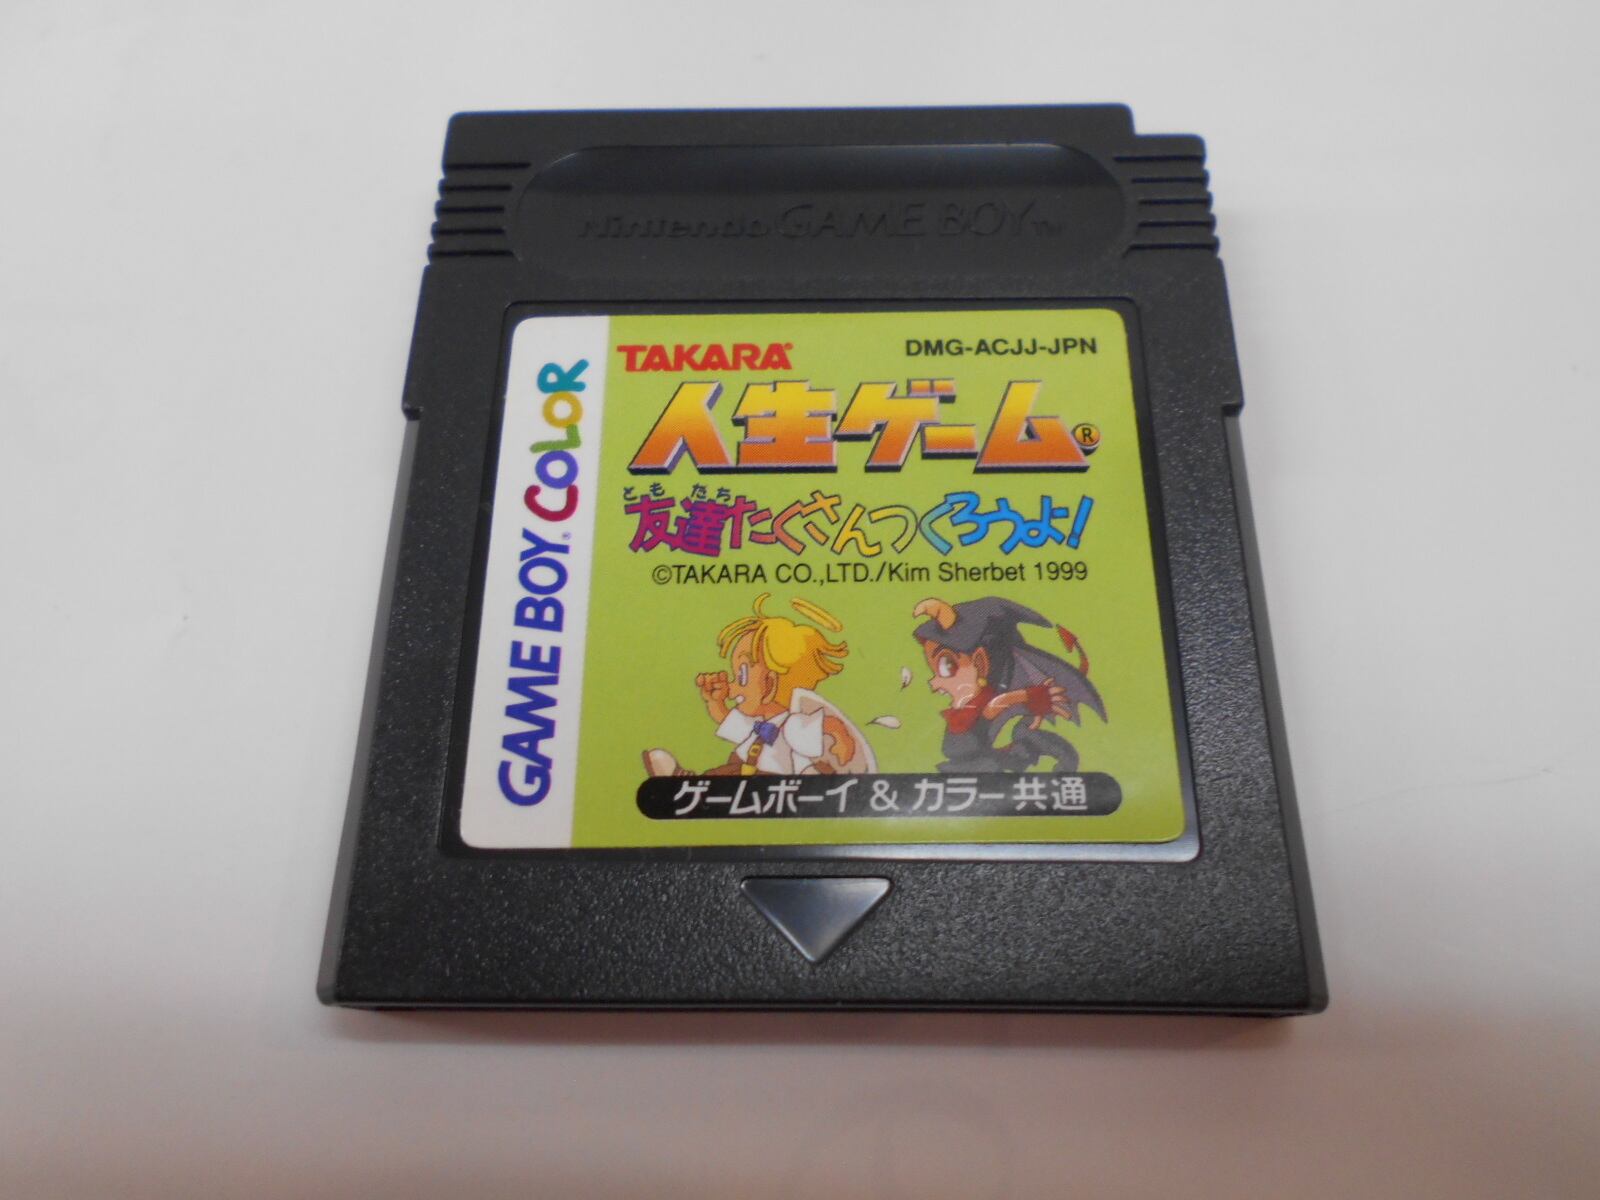 Nintendo GAME BOY™
GAME BOY COLOR
TAKARA
DMG-ACJJ-JPN
人生ゲーム®
ともだち
友達たくさんつくろうよ!
©TAKARA CO.,LTD./Kim Sherbet 1999
ゲームボーイ & カラー共通